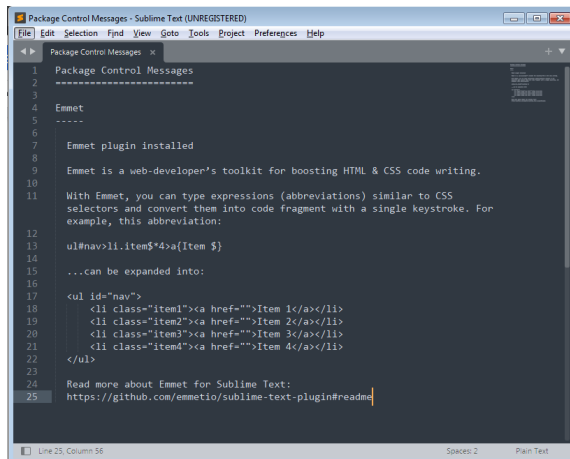 Package Control Messages - Sublime Text (UNREGISTERED)
File Edit Selection Find View Goto Tools Project Preferences Help
Package Control Messages
1 Package Control Messages
2 ========================
3
4 Emmet
5 -----
6
7 Emmet plugin installed
8
9 Emmet is a web-developer’s toolkit for boosting HTML & CSS code writing.
10
11 With Emmet, you can type expressions (abbreviations) similar to CSS
selectors and convert them into code fragment with a single keystroke. For
example, this abbreviation:
12
13 ul#nav>li.item$*4>a{Item $}
14
15 ...can be expanded into:
16
17 <ul id="nav">
18 <li class="item1"><a href="">Item 1</a></li>
19 <li class="item2"><a href="">Item 2</a></li>
20 <li class="item3"><a href="">Item 3</a></li>
21 <li class="item4"><a href="">Item 4</a></li>
22 </ul>
23
24 Read more about Emmet for Sublime Text:
25 https://github.com/emmetio/sublime-text-plugin#readme
Line 25, Column 56 Spaces: 2 Plain Text